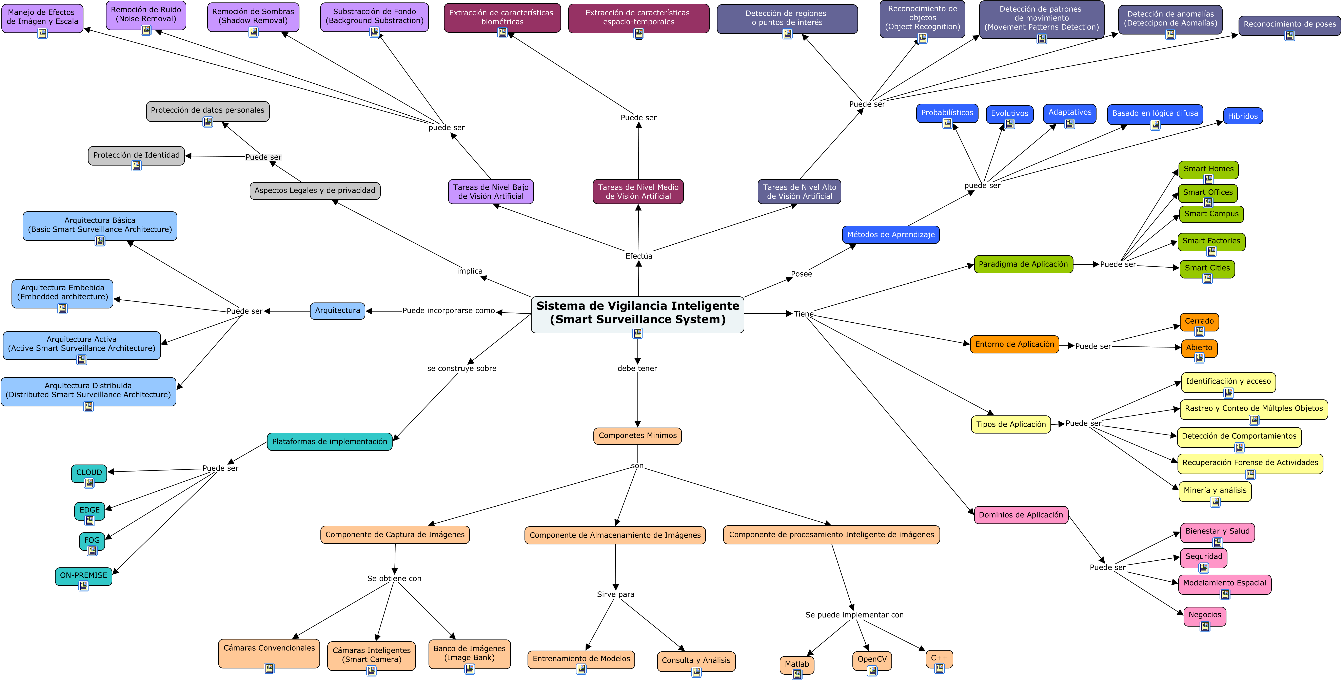 Manejo de Efectos
de Imágen y Escala
Remoción de Ruido
(Noise Removal)
Remoción de Sombras
(Shadow Removal)
Substracción de Fondo
(Background Substraction)
Extracción de características
biométricas
Extracción de características
espacio-temporales
Detección de regiones
o puntos de interes
Reconocimiento de
objetos
(Object Recognition)
Detección de patrones
de movimiento
(Movement Patterns Detection)
Detección de anomalías
(Deteccipon de Aomalías)
Reconocimiento de poses
puede ser
Puede ser
Puede ser
Protección de datos personales
Protección de Identidad
Puede ser
Aspectos Legales y de privacidad
Tareas de Nivel Bajo
de Visión Artificial
Tareas de Nivel Medio
de Visión Artificial
Tareas de Nivel Alto
de Visión Artificial
Probabilísticos
Evolutivos
Adaptativos
Basado en lógica difusa
Híbridos
puede ser
Métodos de Aprendizaje
Posee
Efectúa
implica
Smart Homes
Smart Offices
Smart Campus
Smart Factories
Smart Cities
Puede ser
Paradigma de Aplicación
Arquitectura Básica
(Basic Smart Surveillance Architecture)
Arquitectura Embebida
(Embedded architecture)
Arquitectura Activa
(Active Smart Surveillance Architecture)
Arquitectura Distribuida
(Distributed Smart Surveillance Architecture)
Puede ser
Arquitectura
Puede incorporarse como
Sistema de Vigilancia Inteligente
(Smart Surveillance System)
Tiene
Entorno de Aplicación
Puede ser
Cerrado
Abierto
se construye sobre
debe tener
Tipos de Aplicación
Puede ser
Identificaciión y acceso
Rastreo y Conteo de Múltples Objetos
Detección de Comportamientos
Recuperación Forense de Actividades
Minería y análisis
Plataformas de implementación
Puede ser
CLOUD
EDGE
FOG
ON-PREMISE
Componetes Mínimos
son
Dominios de Aplicación
Puede ser
Bienestar y Salud
Seguridad
Modelamiento Espacial
Negocios
Componente de Captura de Imágenes
Componente de Almacenamiento de Imágenes
Componente de procesamiento Inteligente de imágenes
Se obtiene con
Sirve para
Se puede implementar con
Cámaras Convencionales
Cámaras Inteligentes
(Smart Camera)
Banco de Imágenes
(Image Bank)
Entrenamiento de Modelos
Consulta y Análisis
Matlab
OpenCV
C++